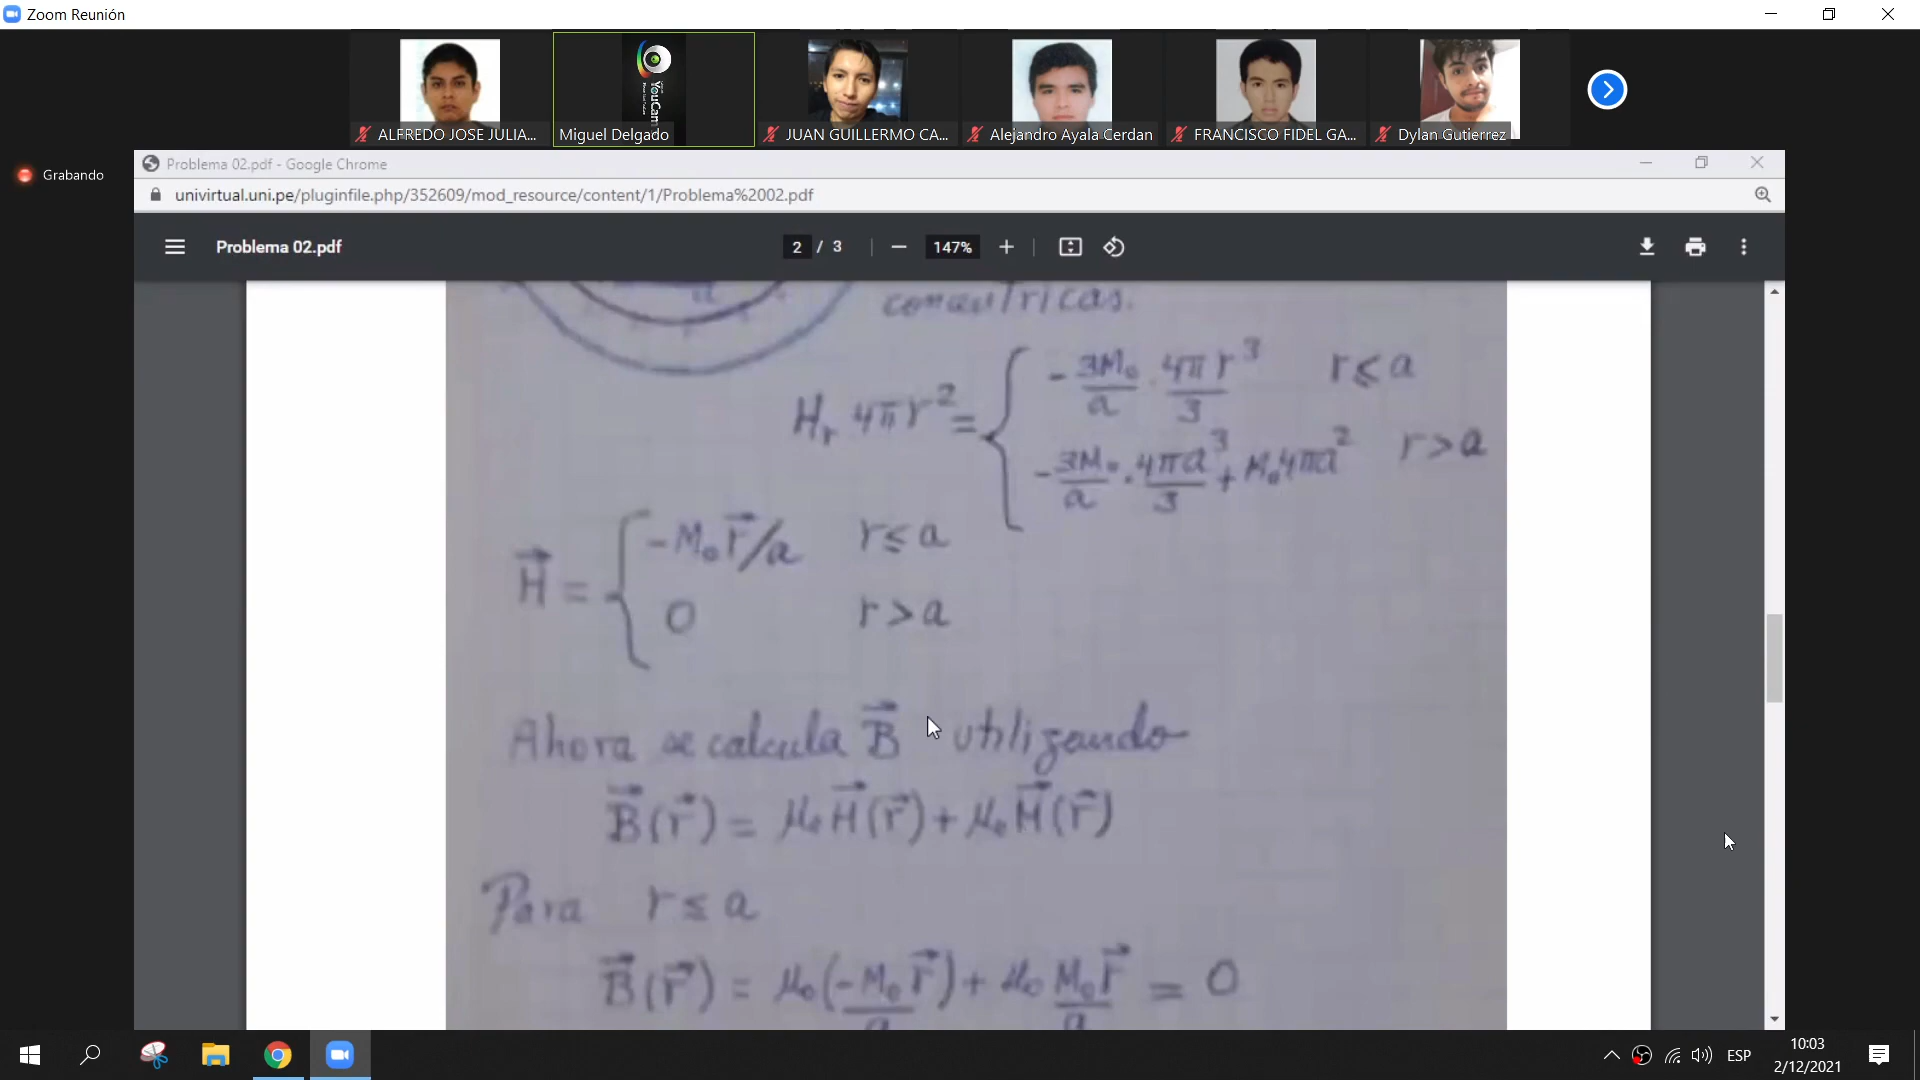 Zoom Reunión
YouCam
ALFREDO JOSE JULIA...
Miguel Delgado
JUAN GUILLERMO CA...
Alejandro Ayala Cerdan
FRANCISCO FIDEL GA...
Dylan Gutierrez
Grabando
Problema 02.pdf - Google Chrome
univirtual.uni.pe/pluginfile.php/352609/mod_resource/content/1/Problema%2002.pdf
Problema 02.pdf
2 / 3
147%
a
concentricas.
H_r 4πr² = { -3M₀/a · 4πr³/3 r ≤ a
-3M₀/a · 4πa³/3 + M₀4πa² r > a
H⃗ = { -M₀r⃗/a r ≤ a
0 r > a
Ahora se calcula B⃗ utilizando
B⃗(r⃗) = μ₀H⃗(r⃗) + μ₀M⃗(r⃗)
Para r ≤ a
B⃗(r⃗) = μ₀(-M₀r⃗/a) + μ₀ M₀r⃗/a = 0
ESP
10:03
2/12/2021